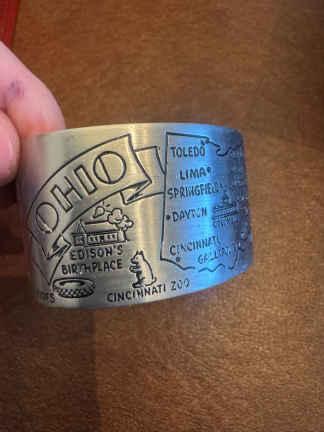 OHIO
EDISON'S
BIRTHPLACE
CINCINNATI ZOO
TOLEDO
LIMA
SPRINGFIELD
DAYTON
CINCINNATI